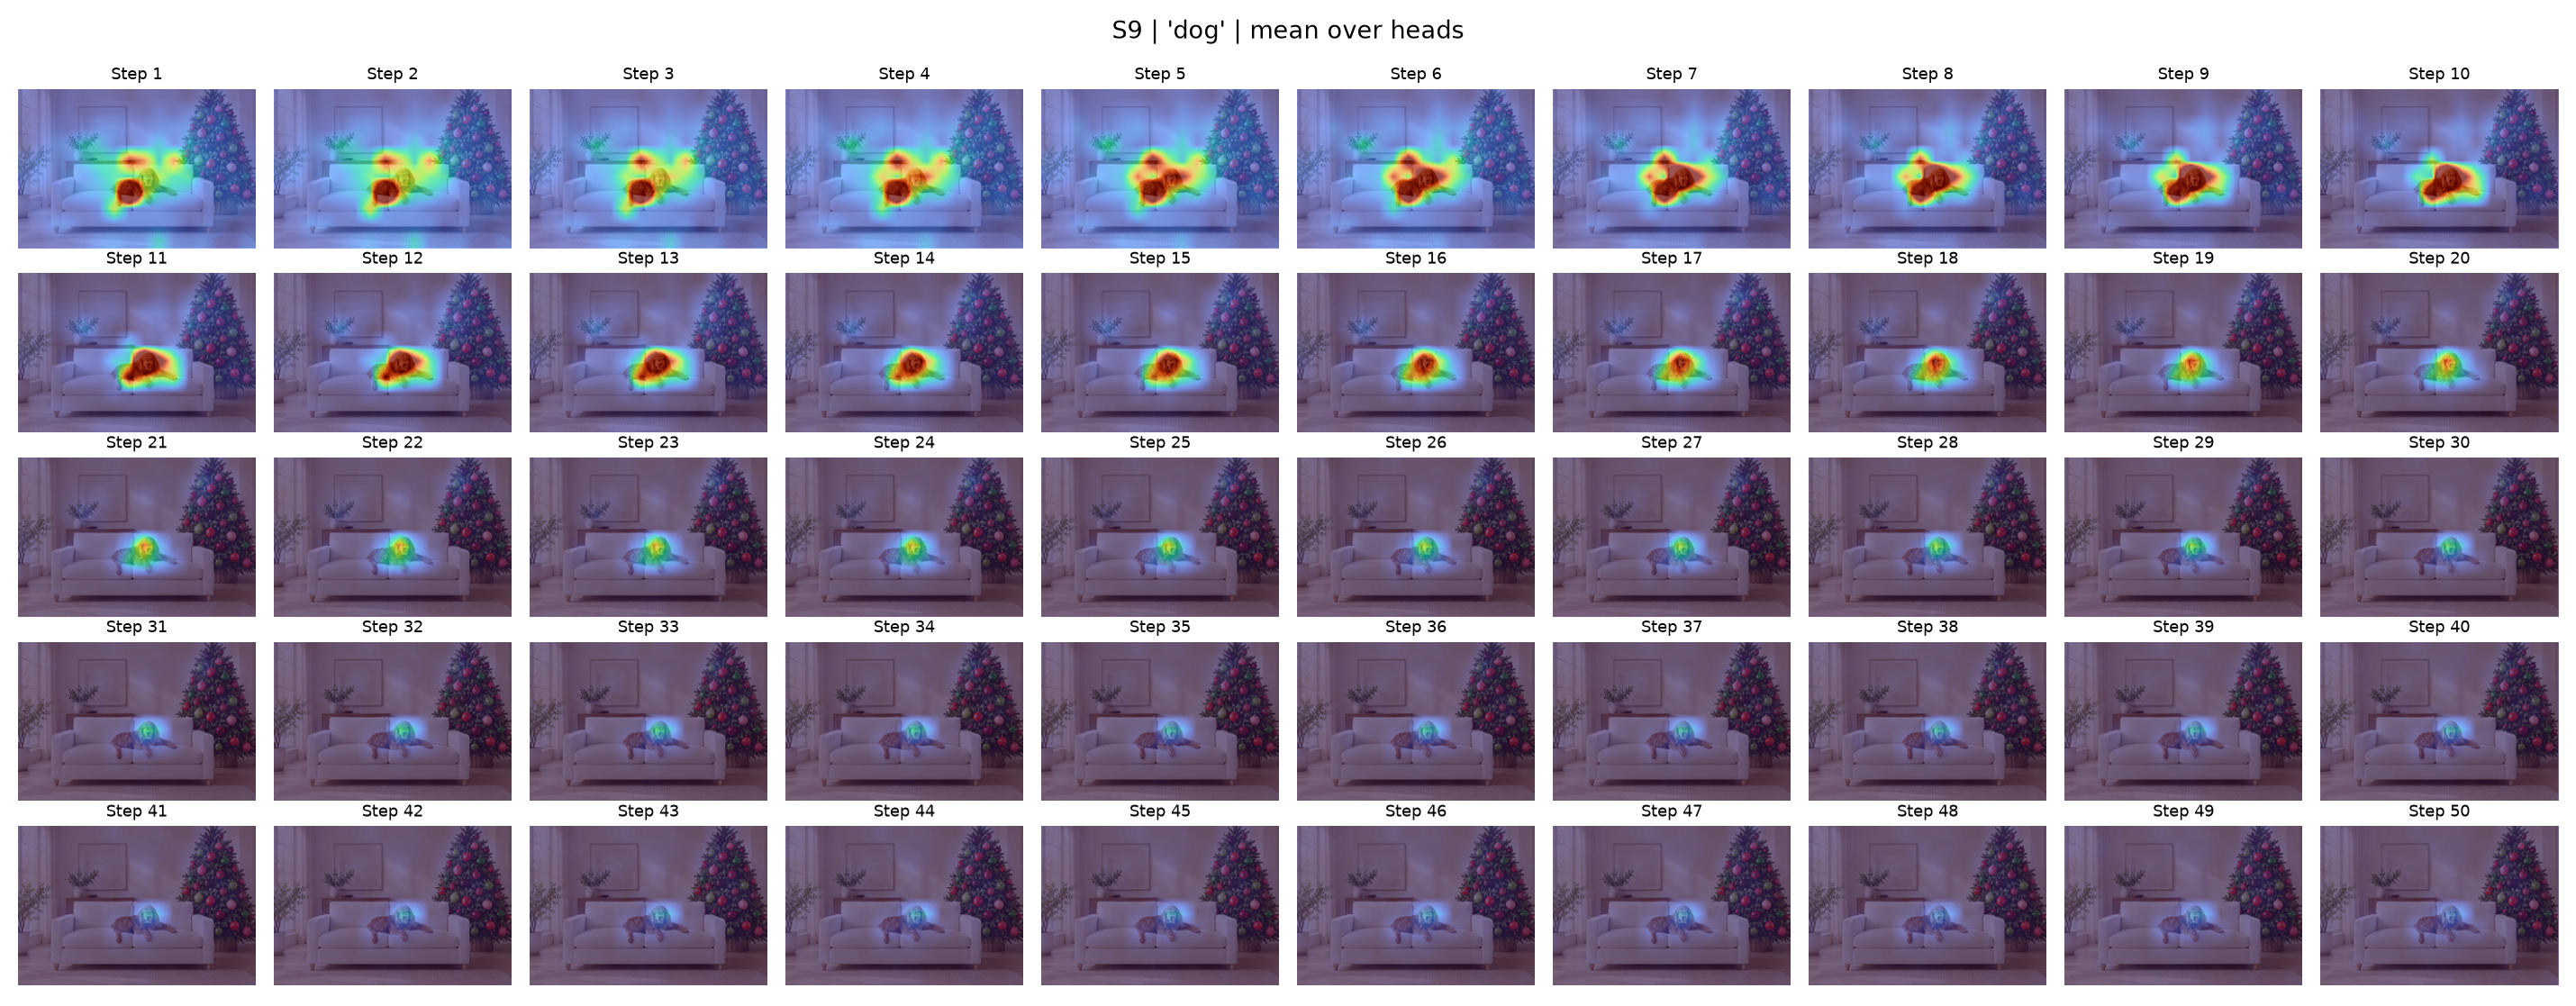 S9 | 'dog' | mean over heads
Step 1 Step 2 Step 3 Step 4 Step 5 Step 6 Step 7 Step 8 Step 9 Step 10
Step 11 Step 12 Step 13 Step 14 Step 15 Step 16 Step 17 Step 18 Step 19 Step 20
Step 21 Step 22 Step 23 Step 24 Step 25 Step 26 Step 27 Step 28 Step 29 Step 30
Step 31 Step 32 Step 33 Step 34 Step 35 Step 36 Step 37 Step 38 Step 39 Step 40
Step 41 Step 42 Step 43 Step 44 Step 45 Step 46 Step 47 Step 48 Step 49 Step 50